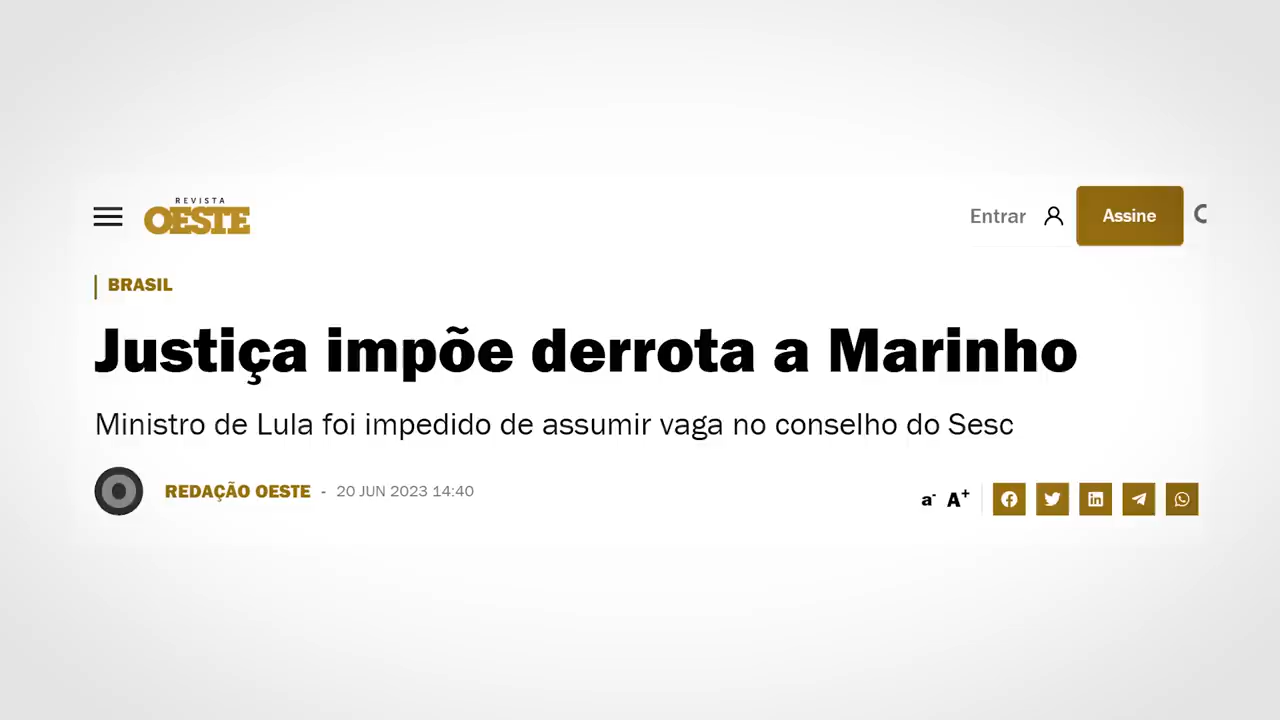 REVISTA
OESTE
Entrar
Assine
BRASIL
Justiça impõe derrota a Marinho
Ministro de Lula foi impedido de assumir vaga no conselho do Sesc
REDAÇÃO OESTE - 20 JUN 2023 14:40
a- A+